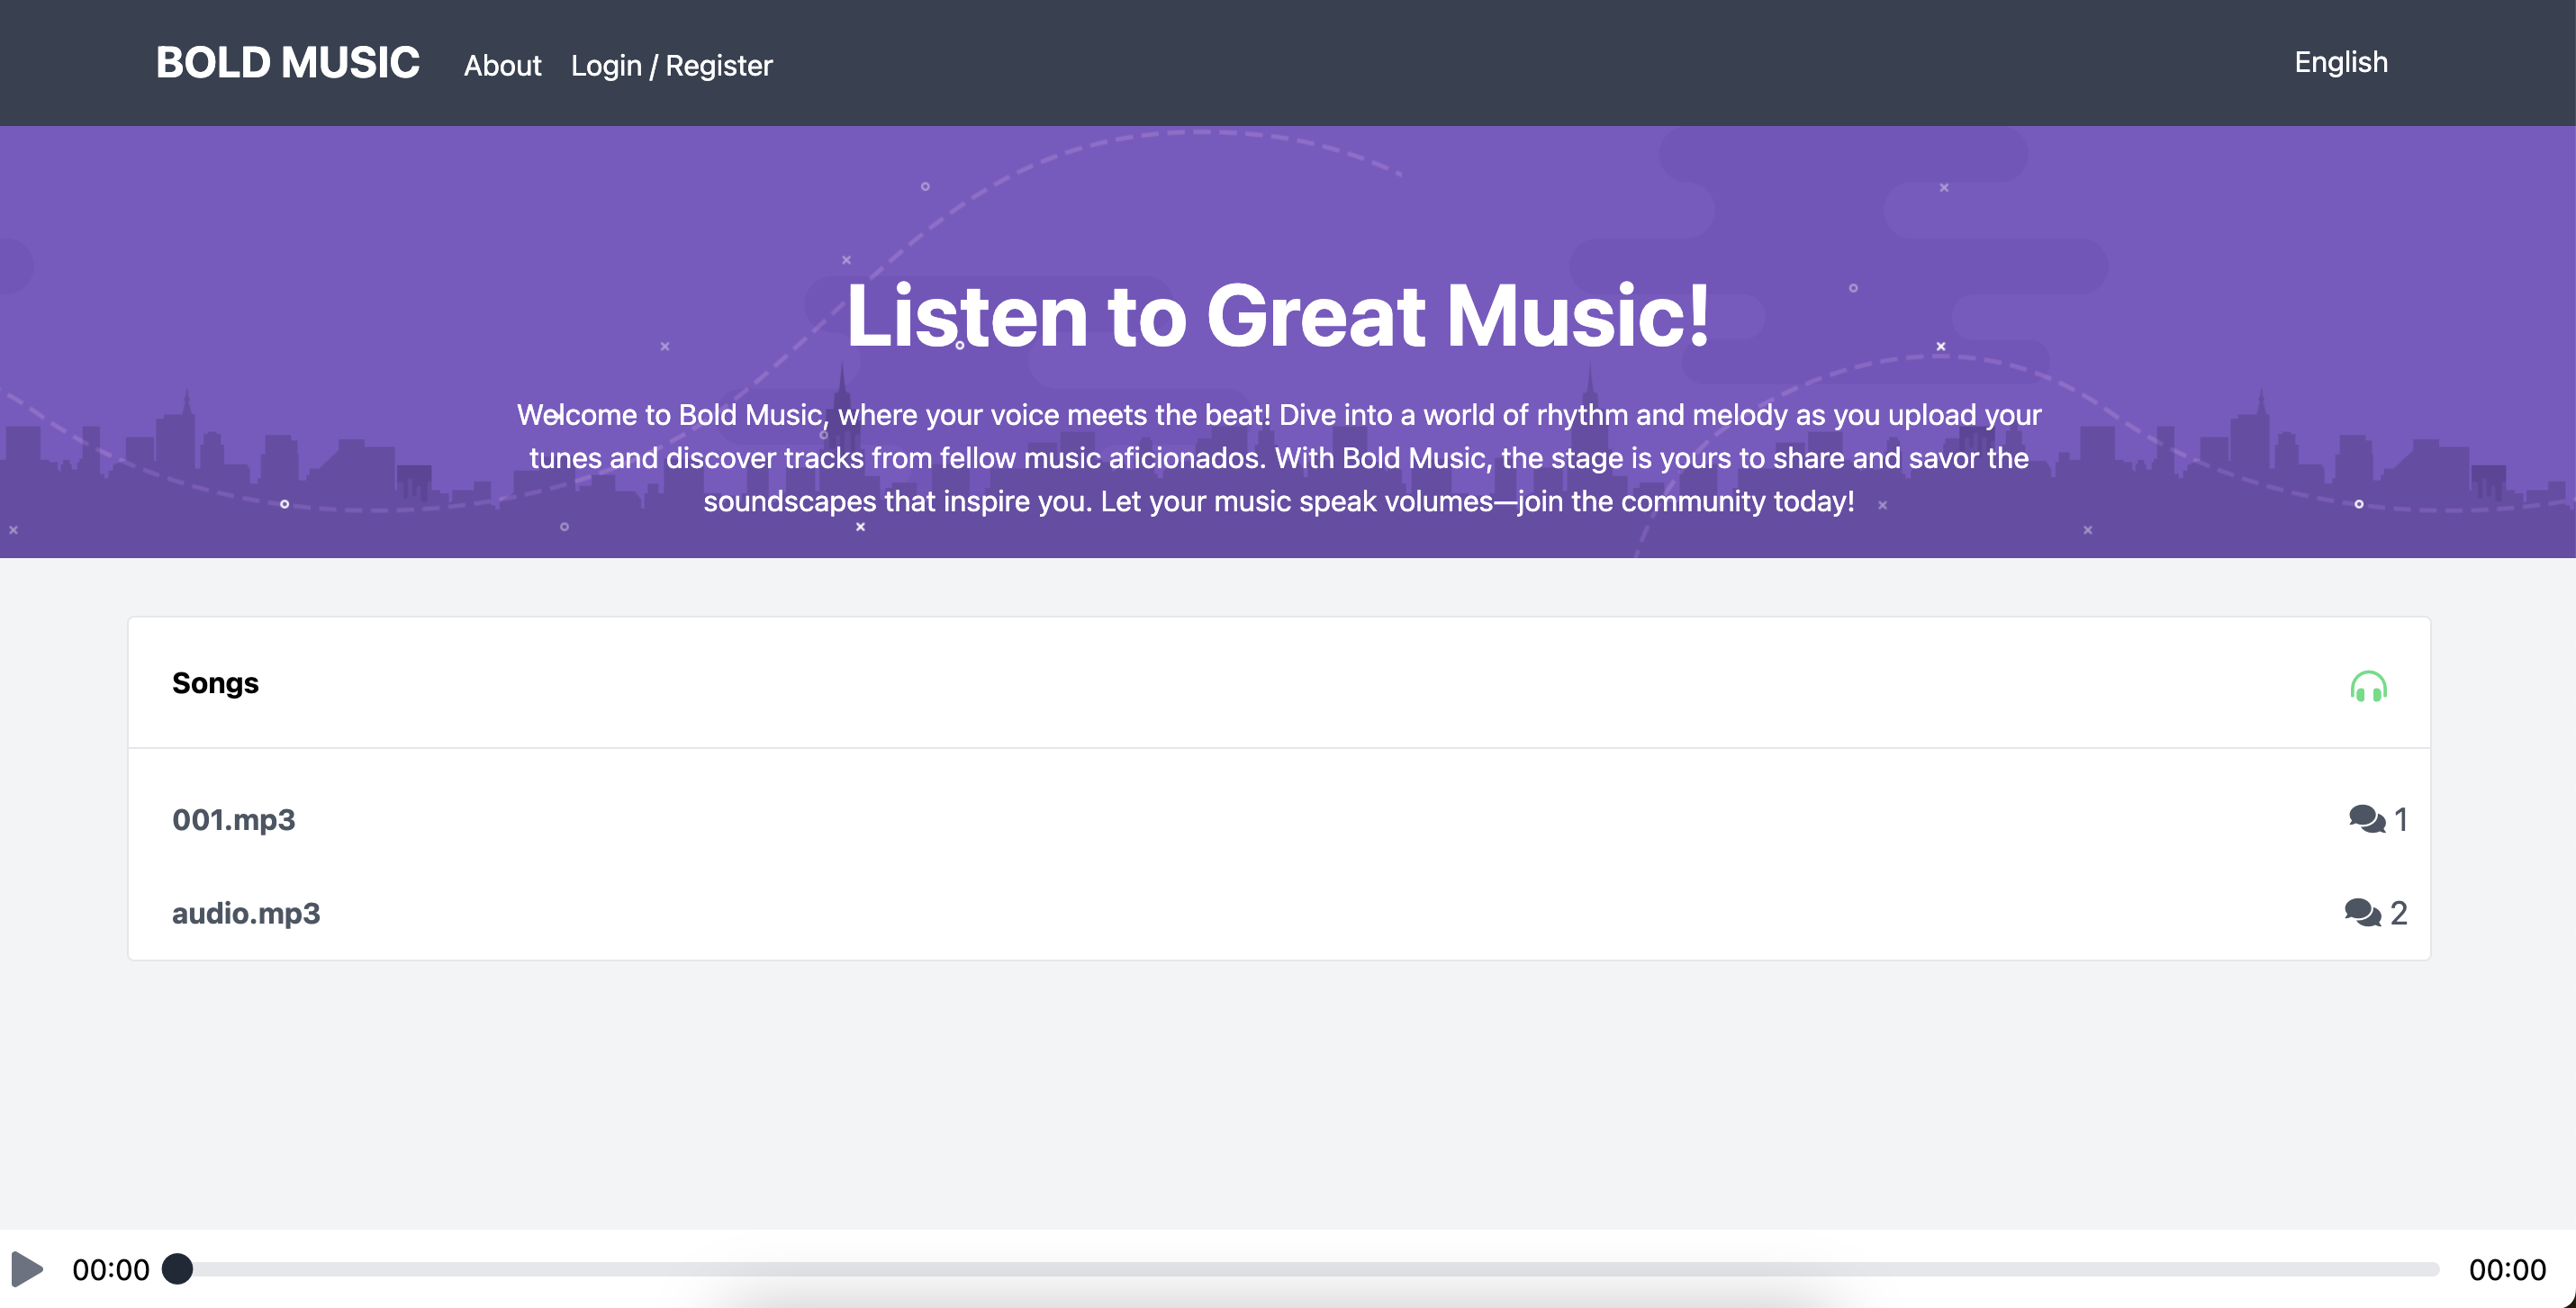 BOLD MUSIC About Login / Register English
Listen to Great Music!
Welcome to Bold Music, where your voice meets the beat! Dive into a world of rhythm and melody as you upload your
tunes and discover tracks from fellow music aficionados. With Bold Music, the stage is yours to share and savor the
soundscapes that inspire you. Let your music speak volumes—join the community today!
Songs
001.mp3 1
audio.mp3 2
00:00 00:00